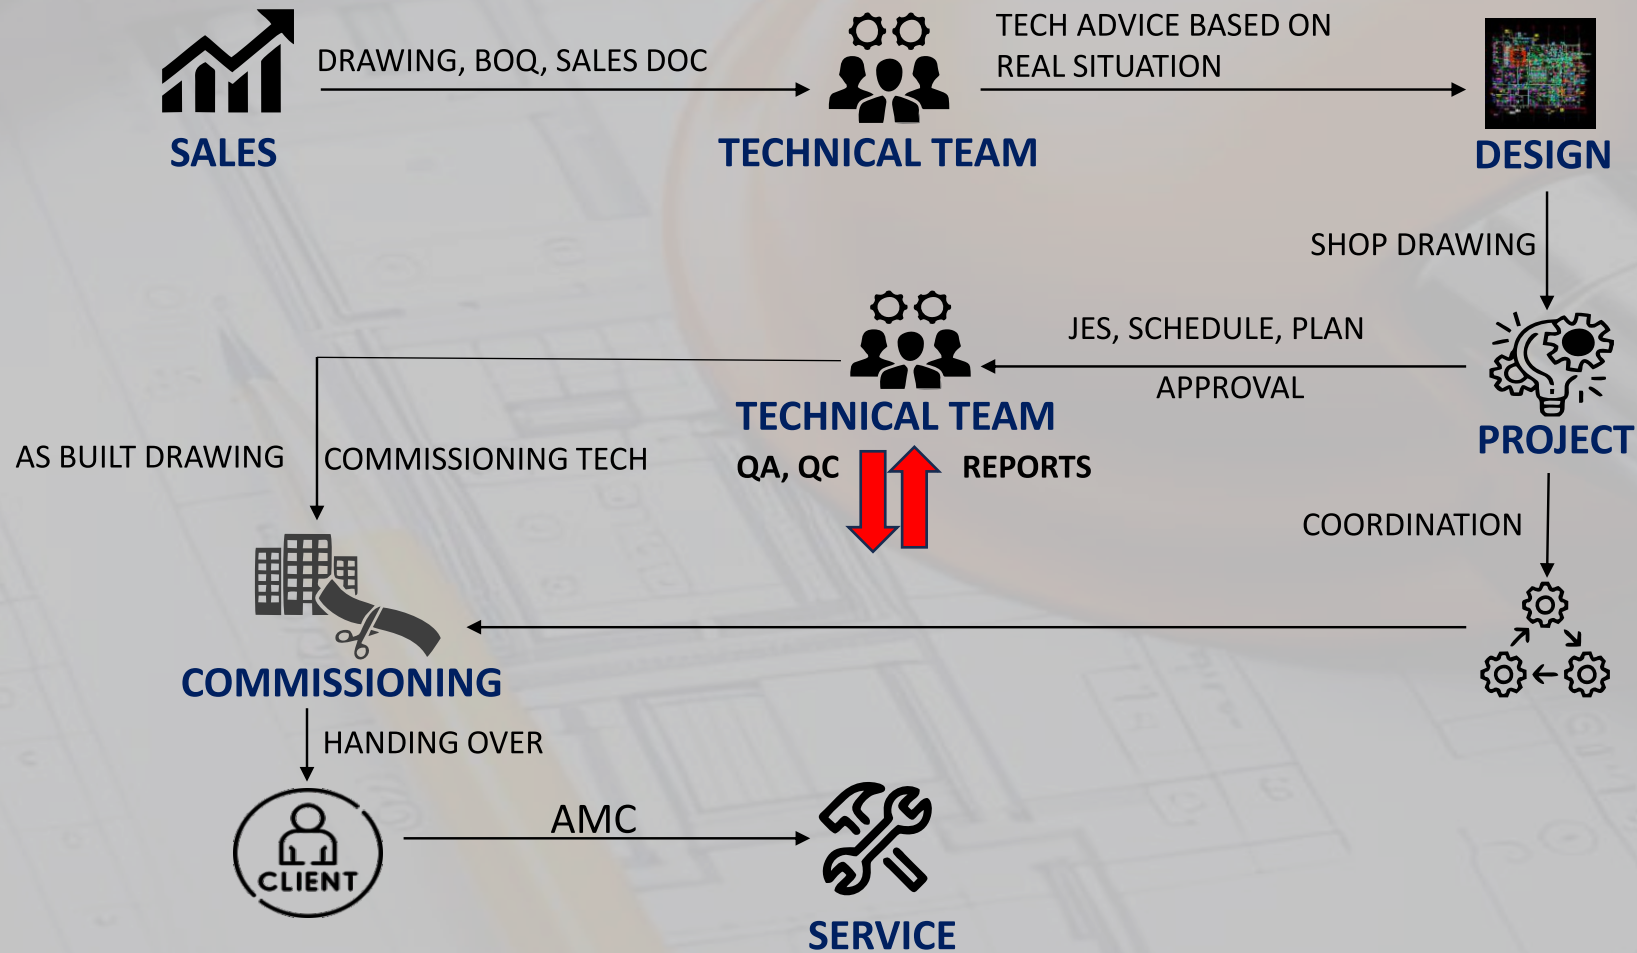 DRAWING, BOQ, SALES DOC
TECH ADVICE BASED ON
REAL SITUATION
SALES
TECHNICAL TEAM
DESIGN
SHOP DRAWING
JES, SCHEDULE, PLAN
APPROVAL
TECHNICAL TEAM
PROJECT
AS BUILT DRAWING
COMMISSIONING TECH
QA, QC
REPORTS
COORDINATION
COMMISSIONING
HANDING OVER
AMC
CLIENT
SERVICE